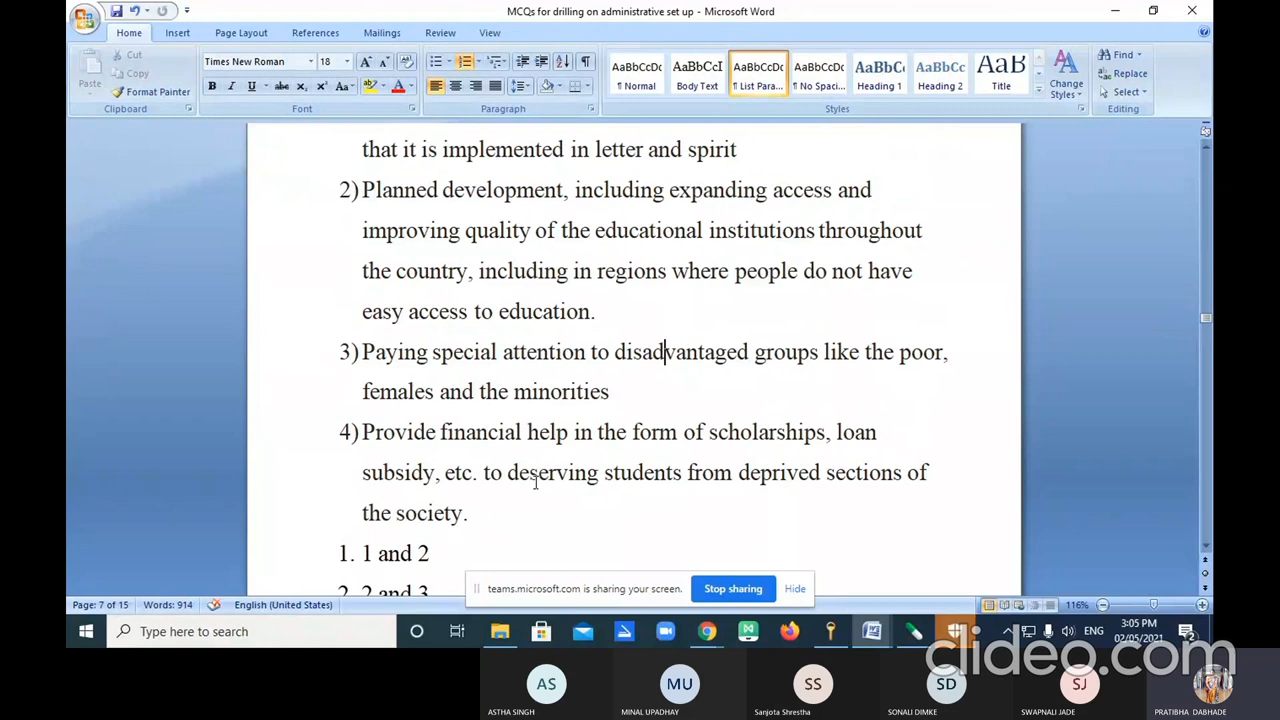 MCQs for drilling on administrative set up - Microsoft Word
Home Insert Page Layout References Mailings Review View
Cut
Copy
Format Painter
Paste
Clipboard
Times New Roman 18
Font
Paragraph
AaBbCcDc AaBbCcI AaBbCcDc AaBbCcDc AaBbCc AaBbCc AaB
¶ Normal Body Text ¶ List Para... ¶ No Spaci... Heading 1 Heading 2 Title
Change
Styles
Styles
Find
Replace
Select
Editing
that it is implemented in letter and spirit
2) Planned development, including expanding access and
improving quality of the educational institutions throughout
the country, including in regions where people do not have
easy access to education.
3) Paying special attention to disadvantaged groups like the poor,
females and the minorities
4) Provide financial help in the form of scholarships, loan
subsidy, etc. to deserving students from deprived sections of
the society.
1. 1 and 2
2. 2 and 3
teams.microsoft.com is sharing your screen. Stop sharing Hide
Page: 7 of 15 Words: 914 English (United States) 116%
Type here to search
ENG
3:05 PM
02/05/2021
2
clideo.com
AS MU SS SD SJ
ASTHA SINGH MINAL UPADHAY Sanjota Shrestha SONALI DIMKE SWAPNALI JADE PRATIBHA DABHADE